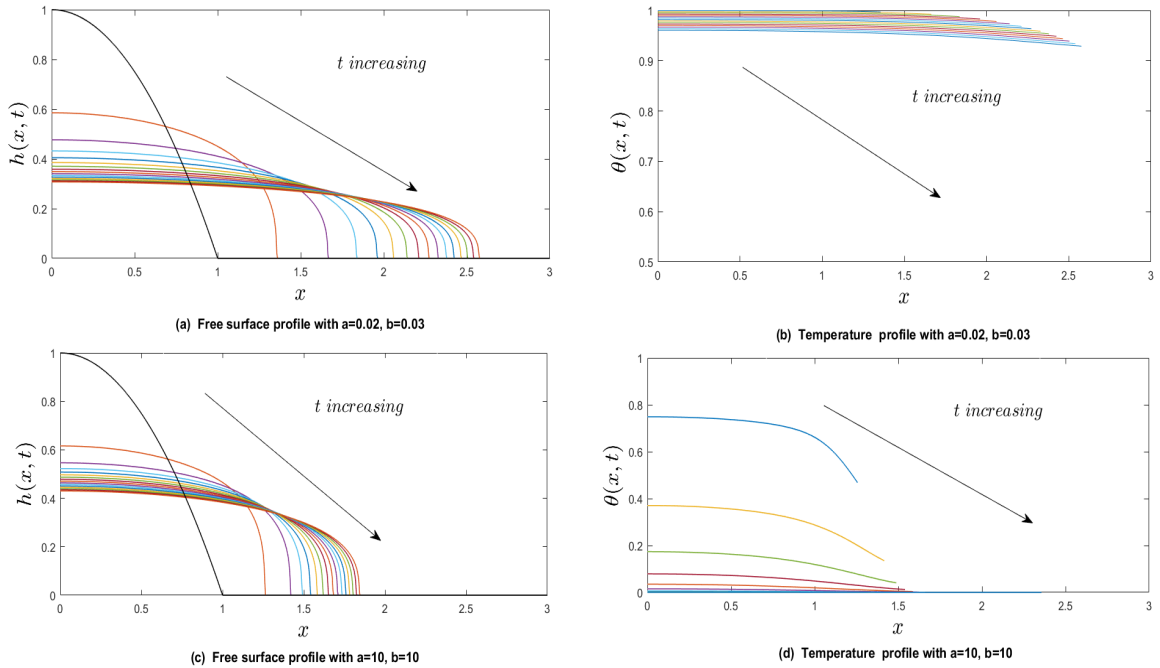 1
0.8
0.6
0.4
0.2
0
h(x, t)
t increasing
0 0.5 1 1.5 2 2.5 3
x
(a) Free surface profile with a=0.02, b=0.03
1
0.9
0.8
0.7
0.6
0.5
θ(x, t)
t increasing
0 0.5 1 1.5 2 2.5 3
x
(b) Temperature profile with a=0.02, b=0.03
1
0.8
0.6
0.4
0.2
0
h(x, t)
t increasing
0 0.5 1 1.5 2 2.5 3
x
(c) Free surface profile with a=10, b=10
1
0.8
0.6
0.4
0.2
0
θ(x, t)
t increasing
0 0.5 1 1.5 2 2.5 3
x
(d) Temperature profile with a=10, b=10